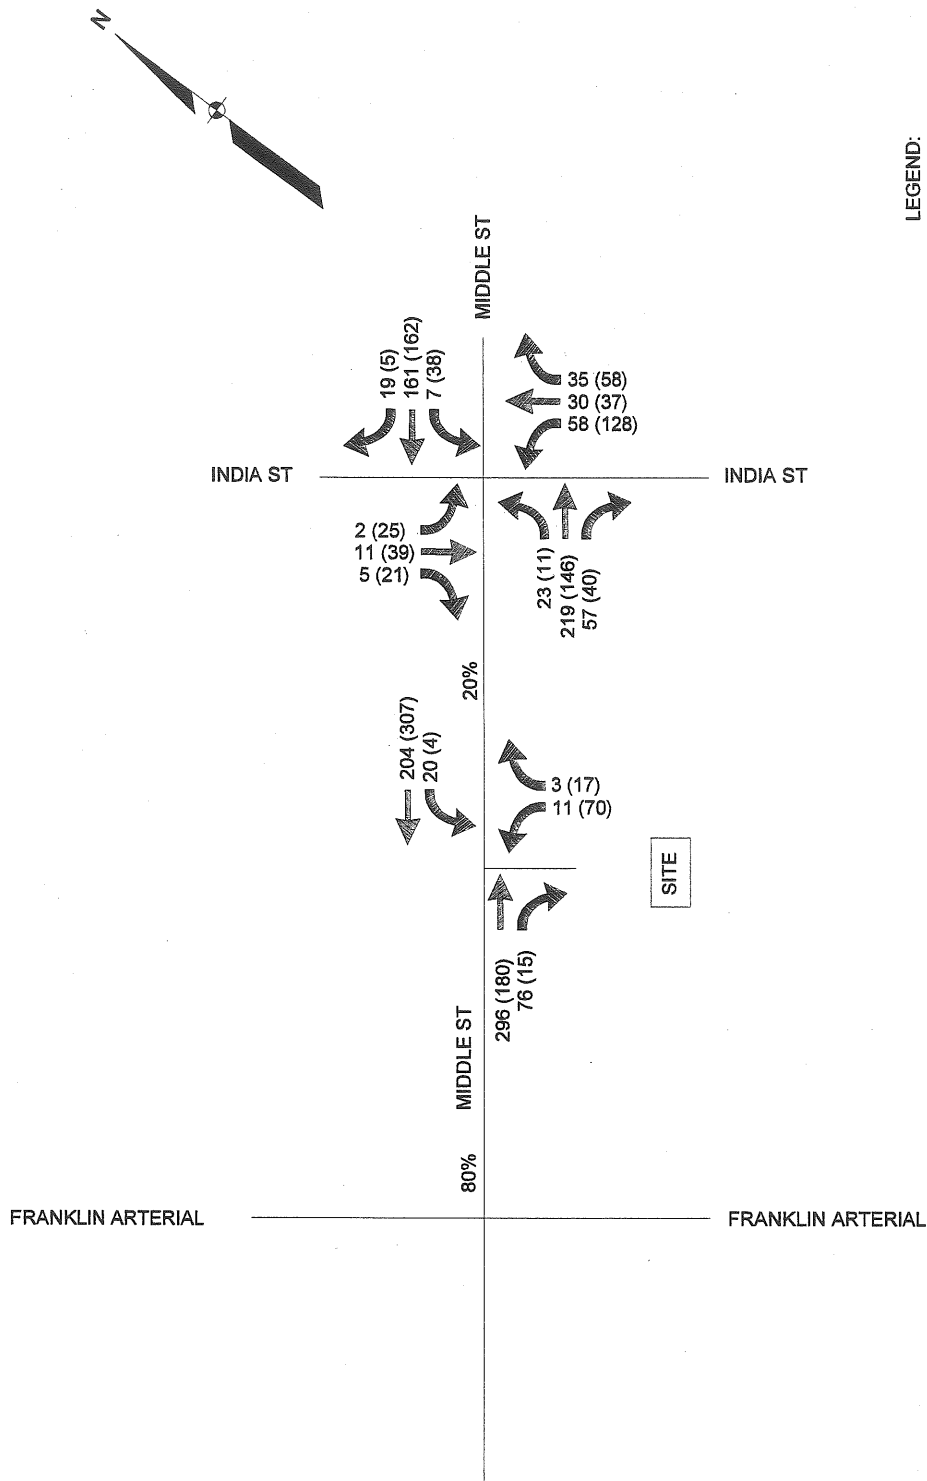 N
LEGEND:
MIDDLE ST
19 (5)
161 (162)
7 (38)
35 (58)
30 (37)
58 (128)
INDIA ST
INDIA ST
2 (25)
11 (39)
5 (21)
23 (11)
219 (146)
57 (40)
20%
204 (307)
20 (4)
3 (17)
11 (70)
SITE
296 (180)
76 (15)
MIDDLE ST
80%
FRANKLIN ARTERIAL
FRANKLIN ARTERIAL